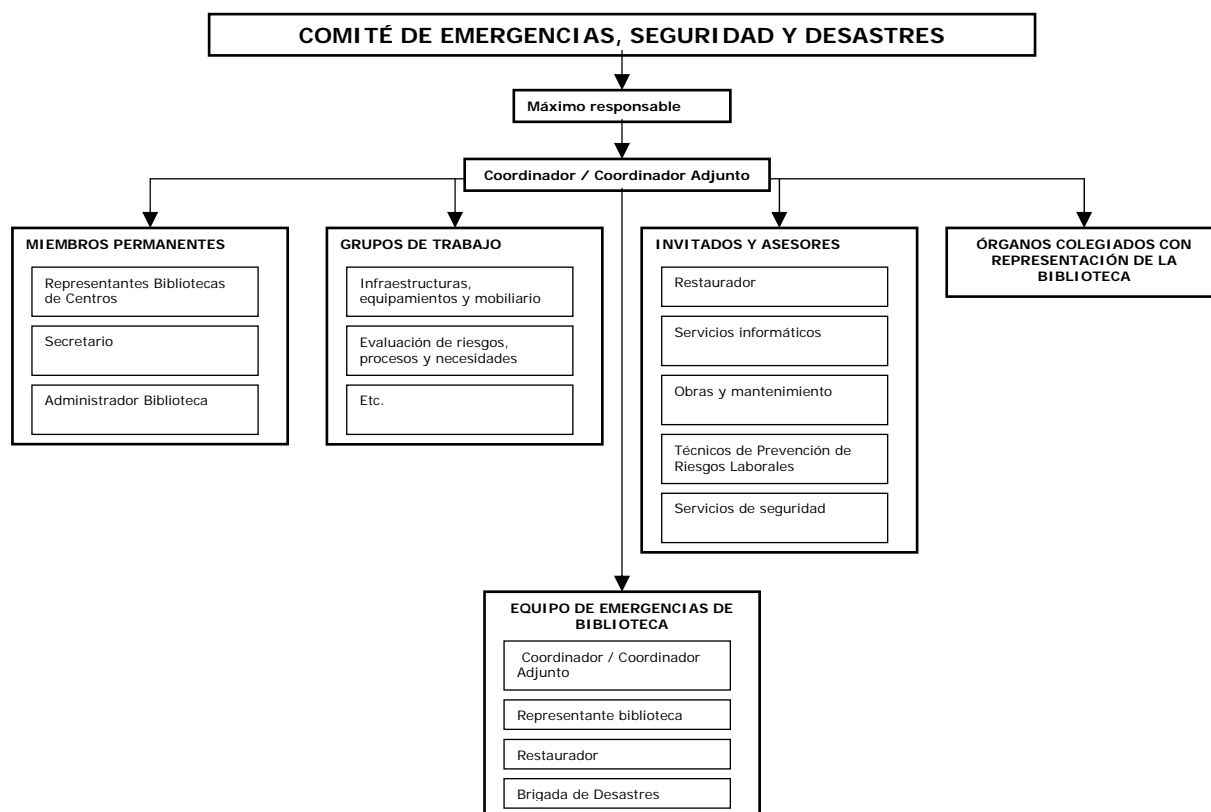 COMITÉ DE EMERGENCIAS, SEGURIDAD Y DESASTRES
Máximo responsable
Coordinador / Coordinador Adjunto
MIEMBROS PERMANENTES
Representantes Bibliotecas
de Centros
Secretario
Administrador Biblioteca
GRUPOS DE TRABAJO
Infraestructuras,
equipamientos y mobiliario
Evaluación de riesgos,
procesos y necesidades
Etc.
INVITADOS Y ASESORES
Restaurador
Servicios informáticos
Obras y mantenimiento
Técnicos de Prevención de
Riesgos Laborales
Servicios de seguridad
ÓRGANOS COLEGIADOS CON
REPRESENTACIÓN DE LA
BIBLIOTECA
EQUIPO DE EMERGENCIAS DE
BIBLIOTECA
Coordinador / Coordinador
Adjunto
Representante biblioteca
Restaurador
Brigada de Desastres